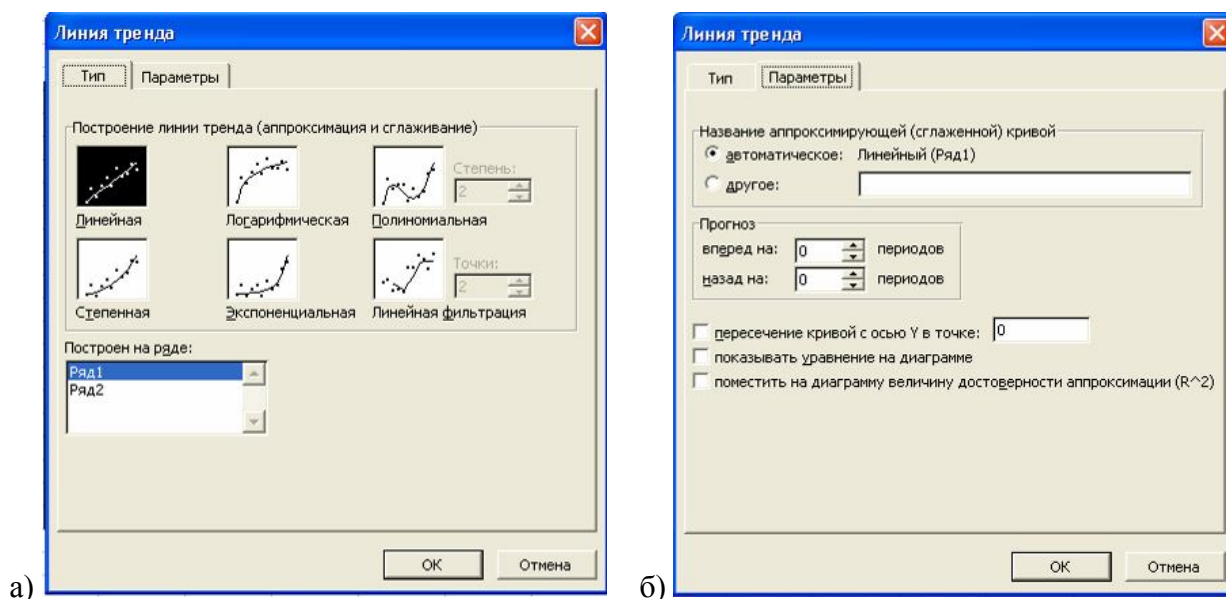 Линия тренда
Тип
Параметры
Построение линии тренда (аппроксимация и сглаживание)
Степень:
2
Линейная
Логарифмическая
Полиномиальная
Точки:
2
Степенная
Экспоненциальная
Линейная фильтрация
Построен на ряде:
Ряд1
Ряд2
ОК
Отмена
а)
Линия тренда
Тип
Параметры
Название аппроксимирующей (сглаженной) кривой
автоматическое: Линейный (Ряд1)
другое:
Прогноз
вперед на: 0 периодов
назад на: 0 периодов
пересечение кривой с осью Y в точке: 0
показывать уравнение на диаграмме
поместить на диаграмму величину достоверности аппроксимации (R^2)
ОК
Отмена
б)